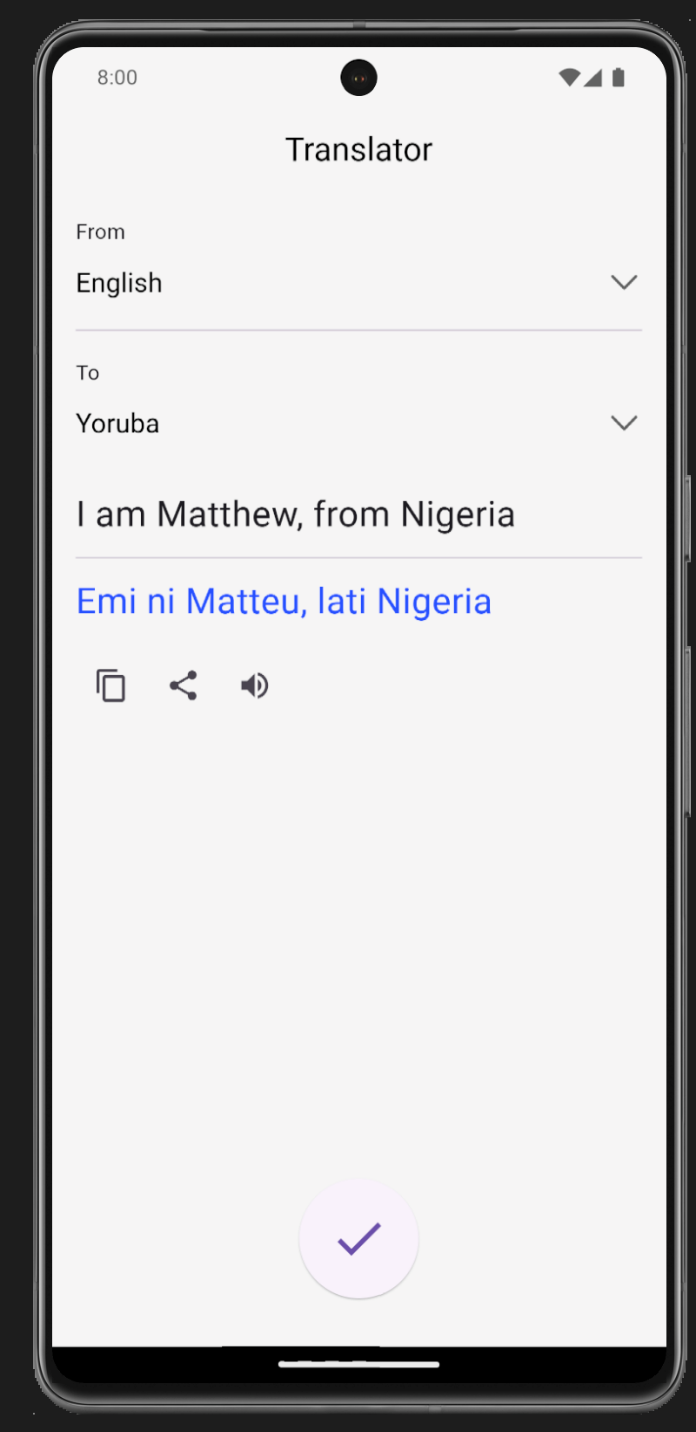 8:00
Translator
From
English
To
Yoruba
I am Matthew, from Nigeria
Emi ni Matteu, lati Nigeria